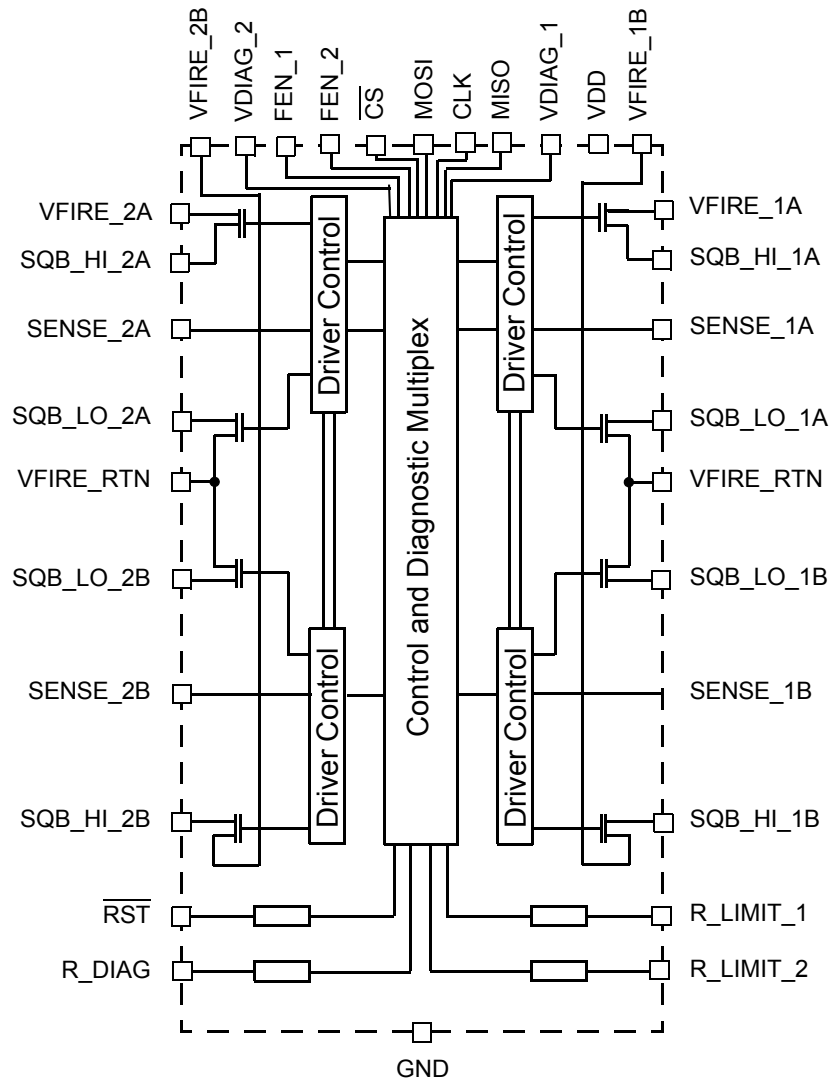 VFIRE_2B
VDIAG_2
FEN_1
FEN_2
CS
MOSI
CLK
MISO
VDIAG_1
VDD
VFIRE_1B
VFIRE_2A
SQB_HI_2A
SENSE_2A
SQB_LO_2A
VFIRE_RTN
SQB_LO_2B
SENSE_2B
SQB_HI_2B
RST
R_DIAG
Driver Control
Driver Control
Control and Diagnostic Multiplex
Driver Control
Driver Control
VFIRE_1A
SQB_HI_1A
SENSE_1A
SQB_LO_1A
VFIRE_RTN
SQB_LO_1B
SENSE_1B
SQB_HI_1B
R_LIMIT_1
R_LIMIT_2
GND